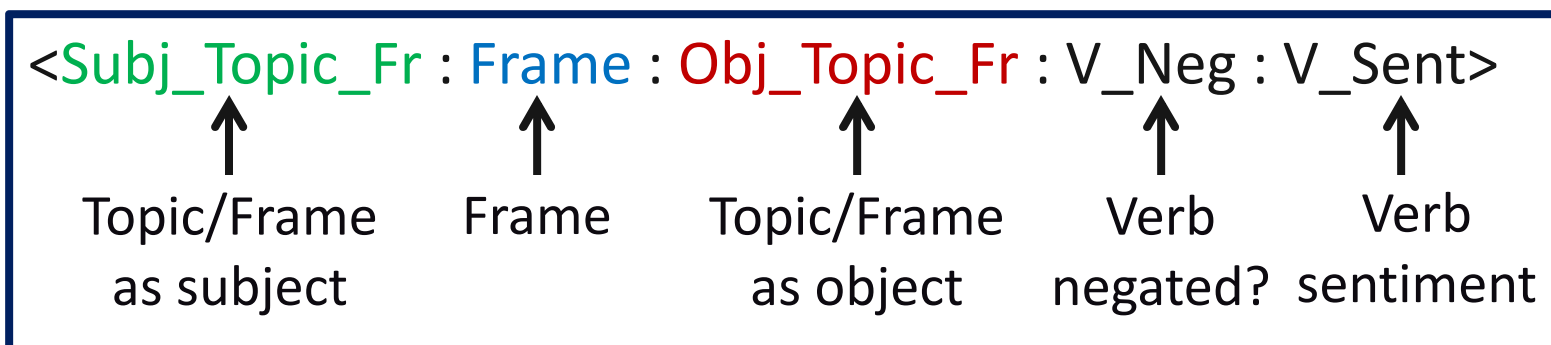 <Subj_Topic_Fr : Frame : Obj_Topic_Fr : V_Neg : V_Sent>
Topic/Frame as subject
Frame
Topic/Frame as object
Verb negated?
Verb sentiment